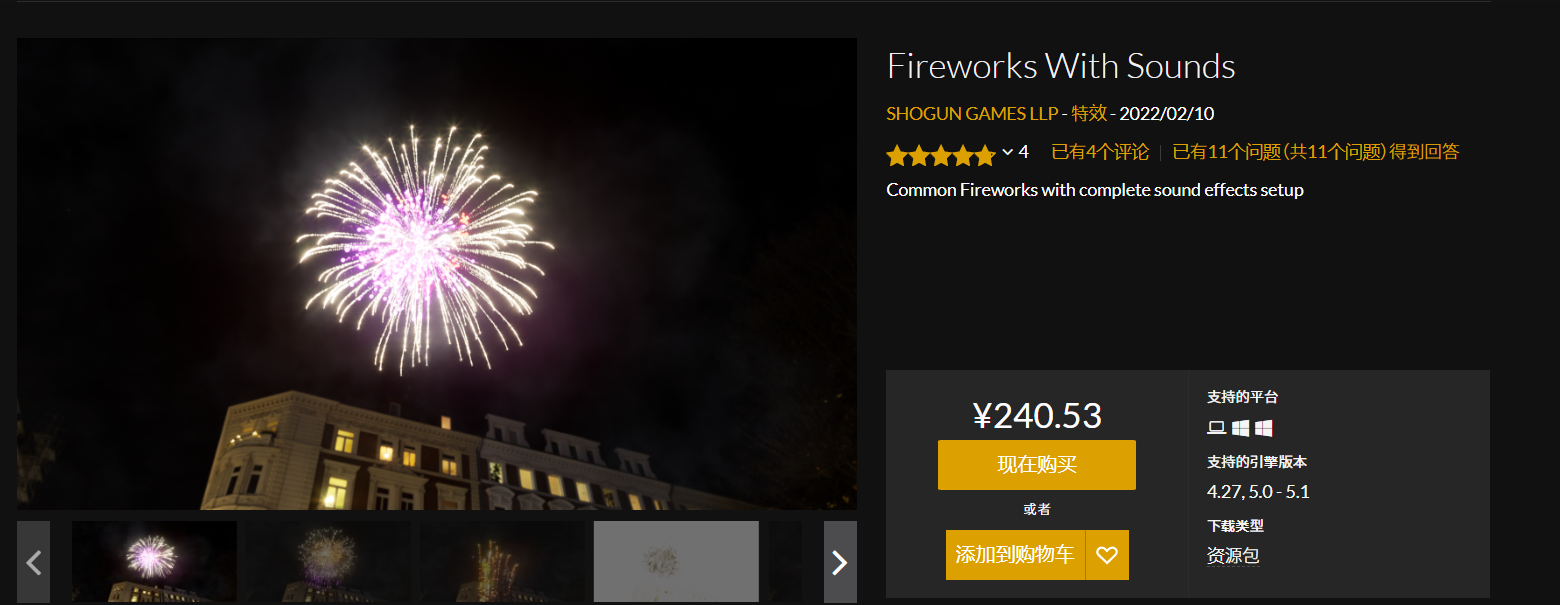 Fireworks With Sounds
SHOGUN GAMES LLP - 特效 - 2022/02/10
4 已有4个评论 | 已有11个问题 (共11个问题) 得到回答
Common Fireworks with complete sound effects setup
¥240.53
现在购买
或者
添加到购物车
支持的平台
支持的引擎版本
4.27, 5.0 - 5.1
下载类型
资源包